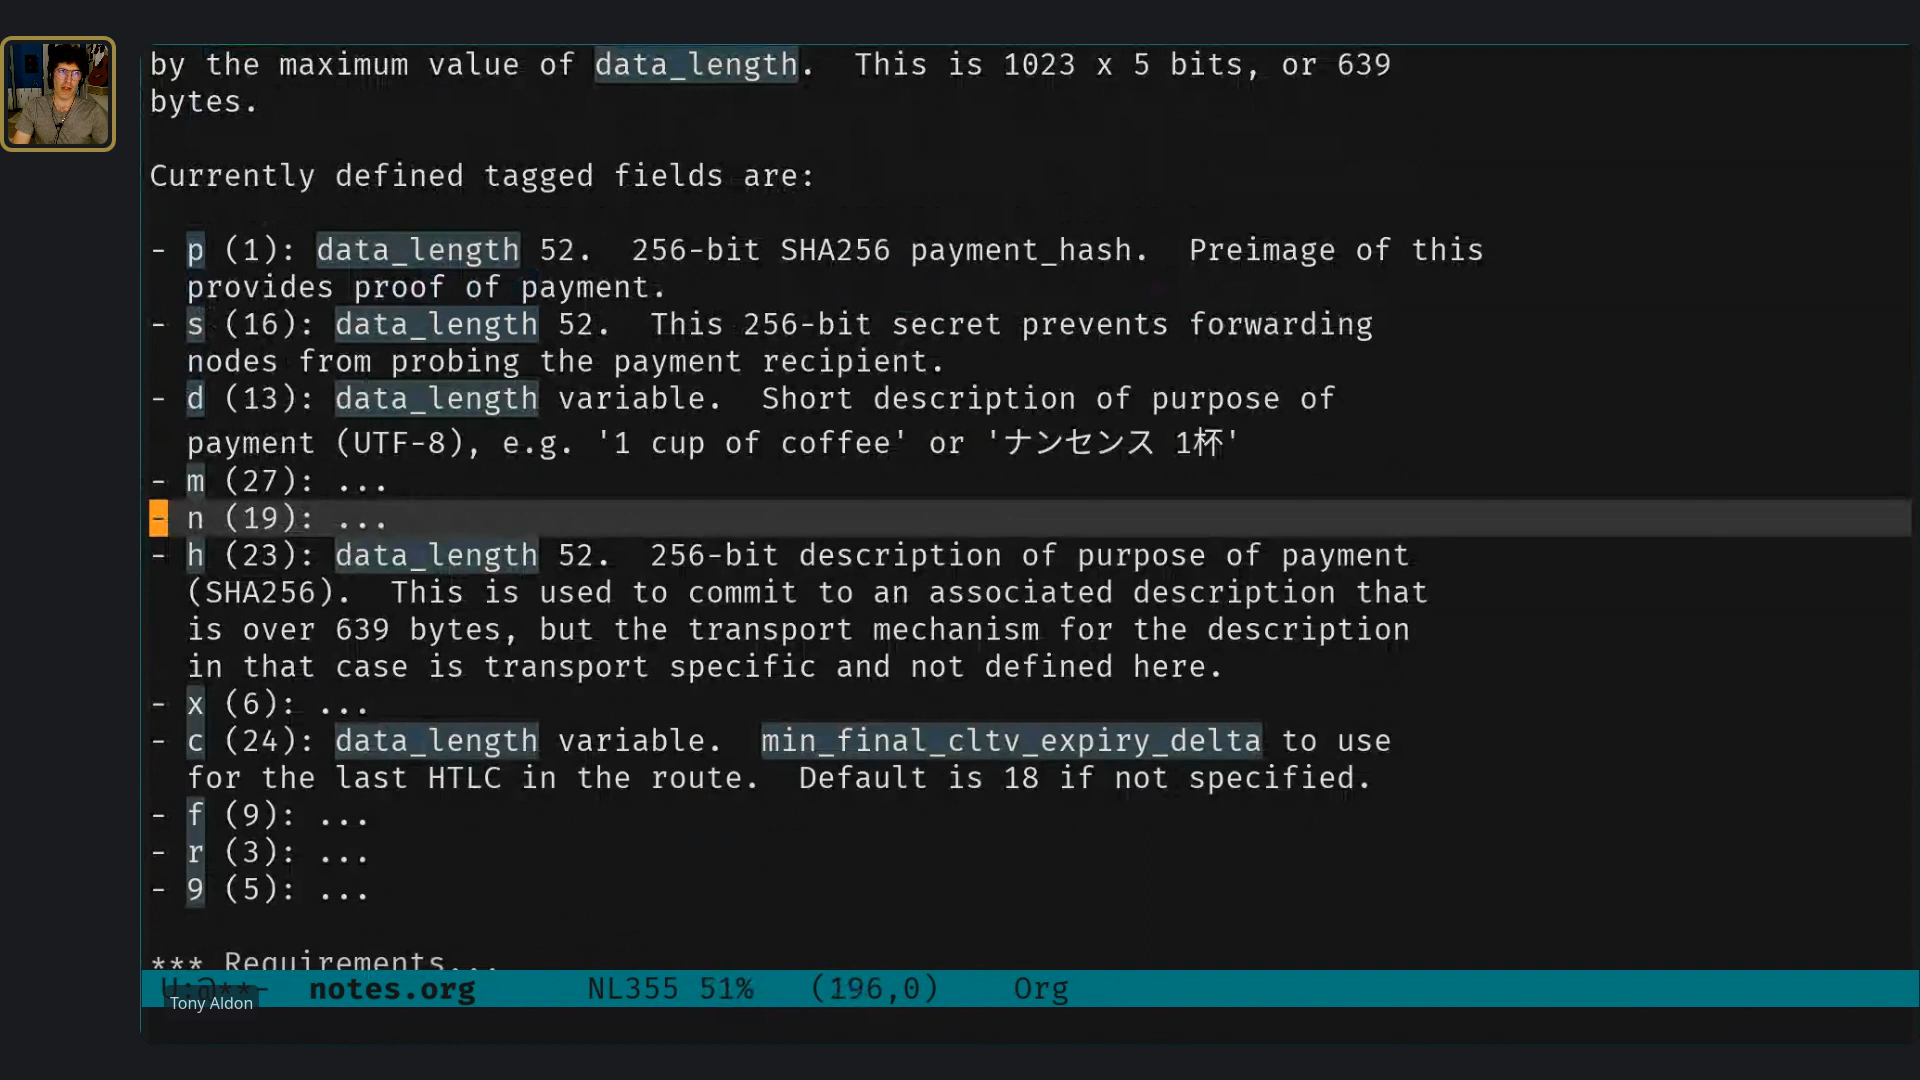 by the maximum value of data_length.  This is 1023 x 5 bits, or 639
bytes.
Currently defined tagged fields are:
- p (1): data_length 52.  256-bit SHA256 payment_hash.  Preimage of this
provides proof of payment.
- s (16): data_length 52.  This 256-bit secret prevents forwarding
nodes from probing the payment recipient.
- d (13): data_length variable.  Short description of purpose of
payment (UTF-8), e.g. '1 cup of coffee' or 'ナンセンス 1杯'
- m (27): ...
- n (19): ...
- h (23): data_length 52.  256-bit description of purpose of payment
(SHA256).  This is used to commit to an associated description that
is over 639 bytes, but the transport mechanism for the description
in that case is transport specific and not defined here.
- x (6): ...
- c (24): data_length variable.  min_final_cltv_expiry_delta to use
for the last HTLC in the route.  Default is 18 if not specified.
- f (9): ...
- r (3): ...
- 9 (5): ...
*** Requirements...
U:@**-  notes.org      NL355 51%   (196,0)    Org
Tony Aldon